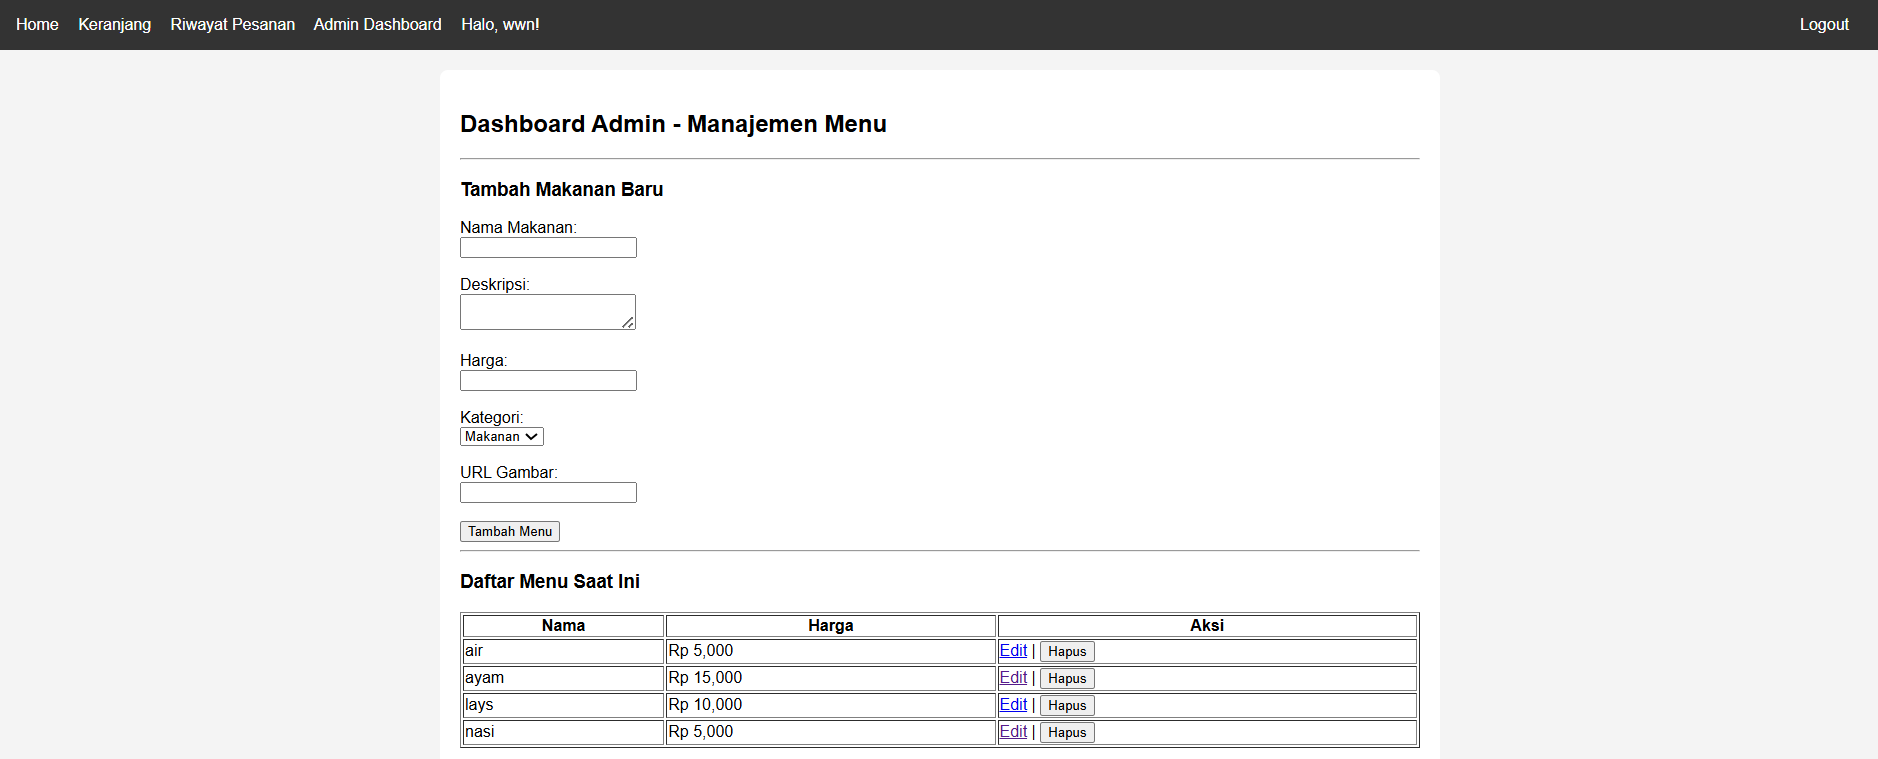 Home Keranjang Riwayat Pesanan Admin Dashboard Halo, wwn! Logout
Dashboard Admin - Manajemen Menu
Tambah Makanan Baru
Nama Makanan:
Deskripsi:
Harga:
Kategori:
Makanan
URL Gambar:
Tambah Menu
Daftar Menu Saat Ini
Nama Harga Aksi
air Rp 5,000 Edit | Hapus
ayam Rp 15,000 Edit | Hapus
lays Rp 10,000 Edit | Hapus
nasi Rp 5,000 Edit | Hapus